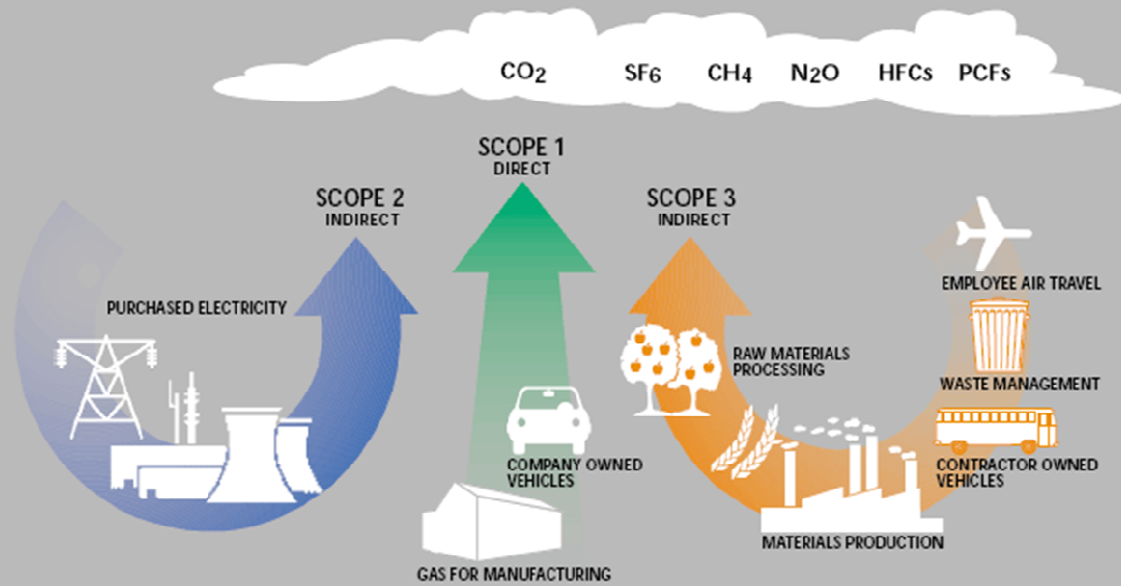 CO2 SF6 CH4 N2O HFCs PCFs
SCOPE 1
DIRECT
SCOPE 2
INDIRECT
SCOPE 3
INDIRECT
PURCHASED ELECTRICITY
COMPANY OWNED
VEHICLES
GAS FOR MANUFACTURING
RAW MATERIALS
PROCESSING
MATERIALS PRODUCTION
EMPLOYEE AIR TRAVEL
WASTE MANAGEMENT
CONTRACTOR OWNED
VEHICLES